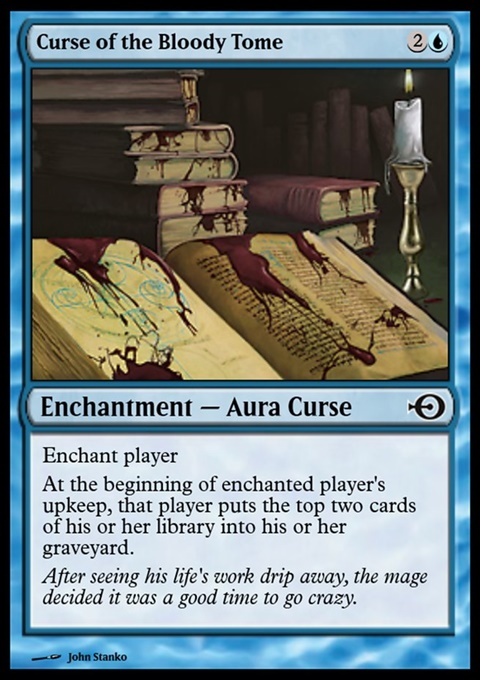 Curse of the Bloody Tome
2
Enchantment — Aura Curse
Enchant player
At the beginning of enchanted player's
upkeep, that player puts the top two cards
of his or her library into his or her
graveyard.
After seeing his life's work drip away, the mage
decided it was a good time to go crazy.
John Stanko